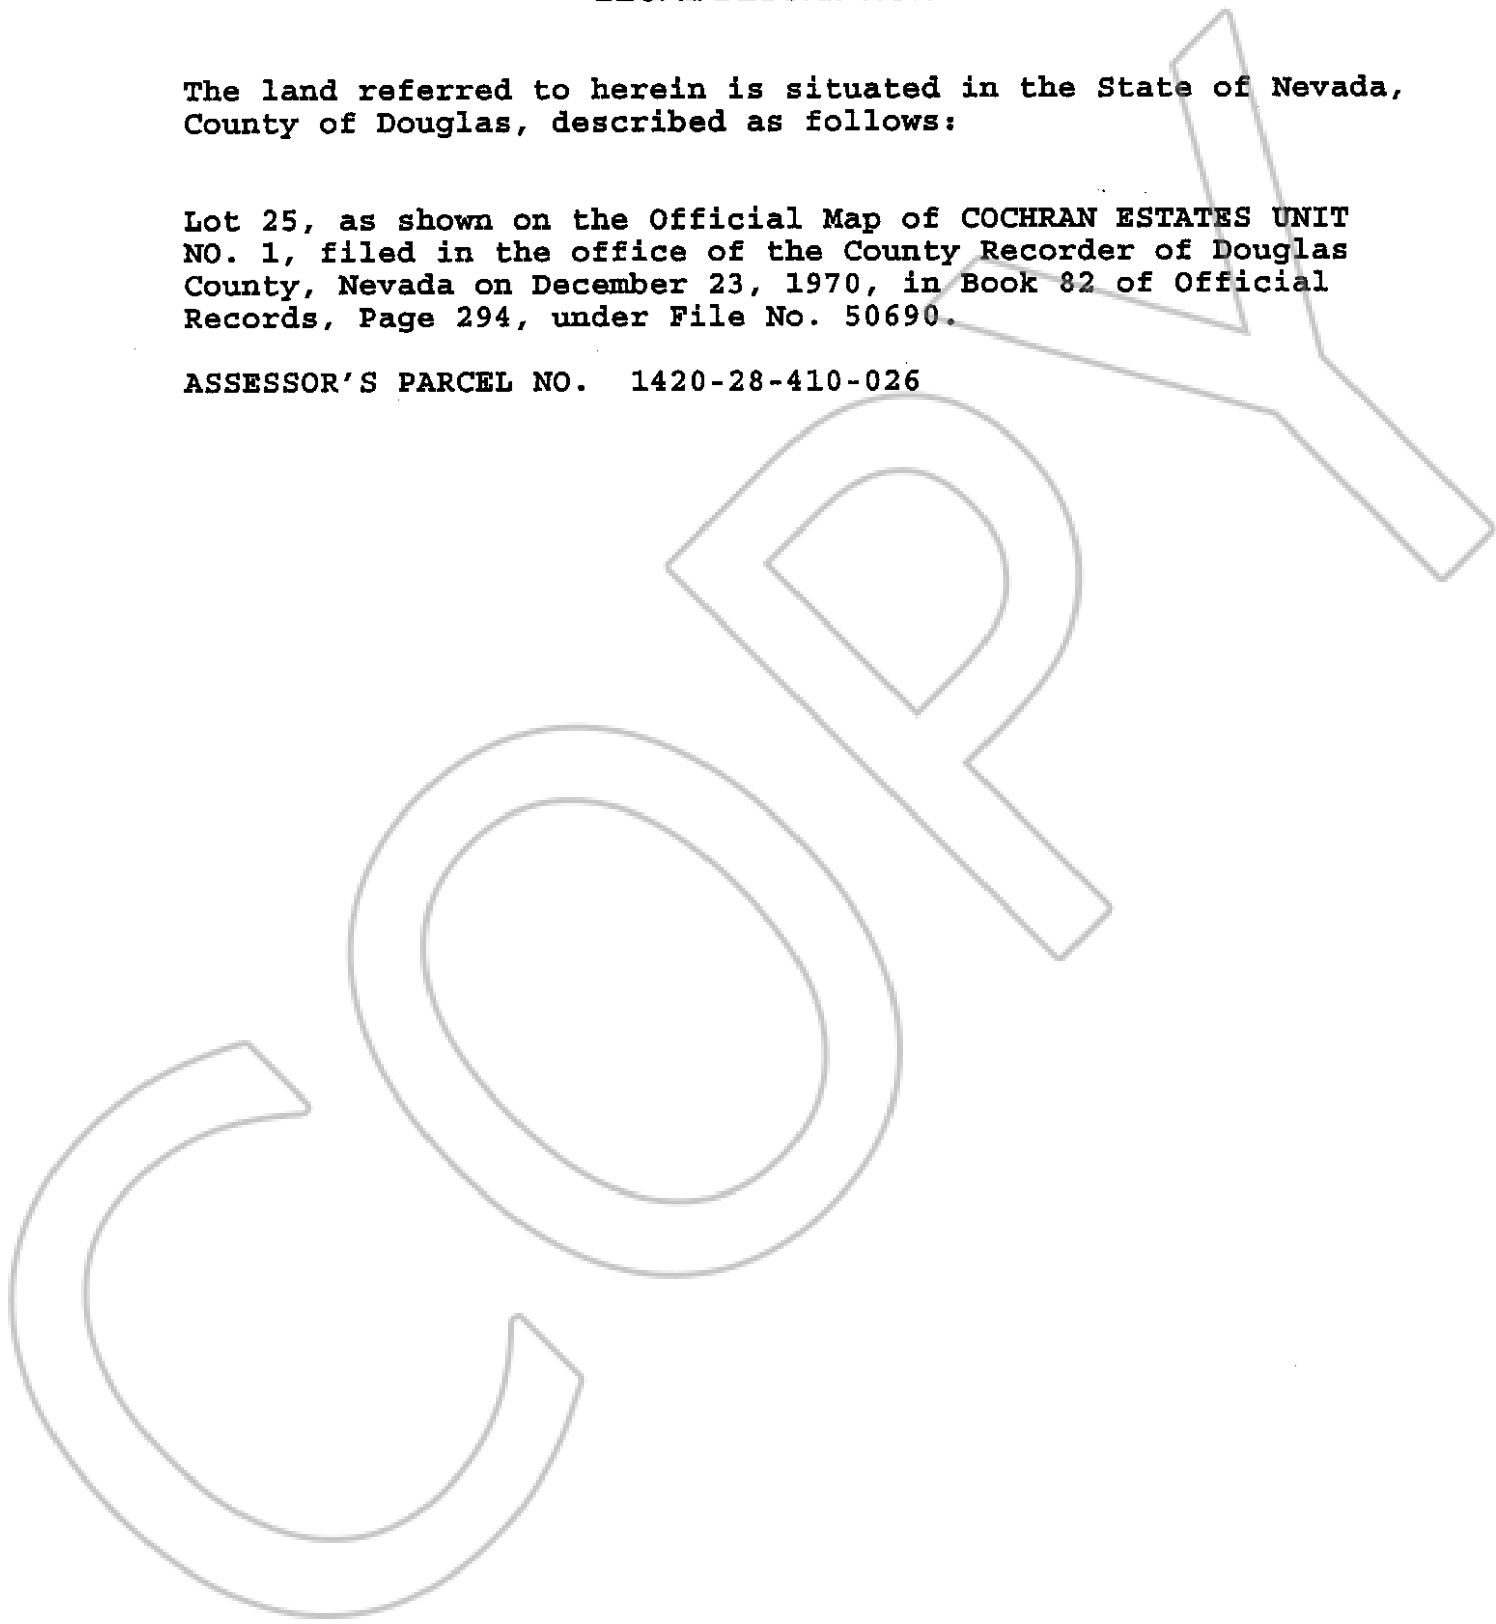 The land referred to herein is situated in the State of Nevada,
County of Douglas, described as follows:
Lot 25, as shown on the Official Map of COCHRAN ESTATES UNIT
NO. 1, filed in the office of the County Recorder of Douglas
County, Nevada on December 23, 1970, in Book 82 of Official
Records, Page 294, under File No. 50690.
ASSESSOR'S PARCEL NO. 1420-28-410-026
COPY